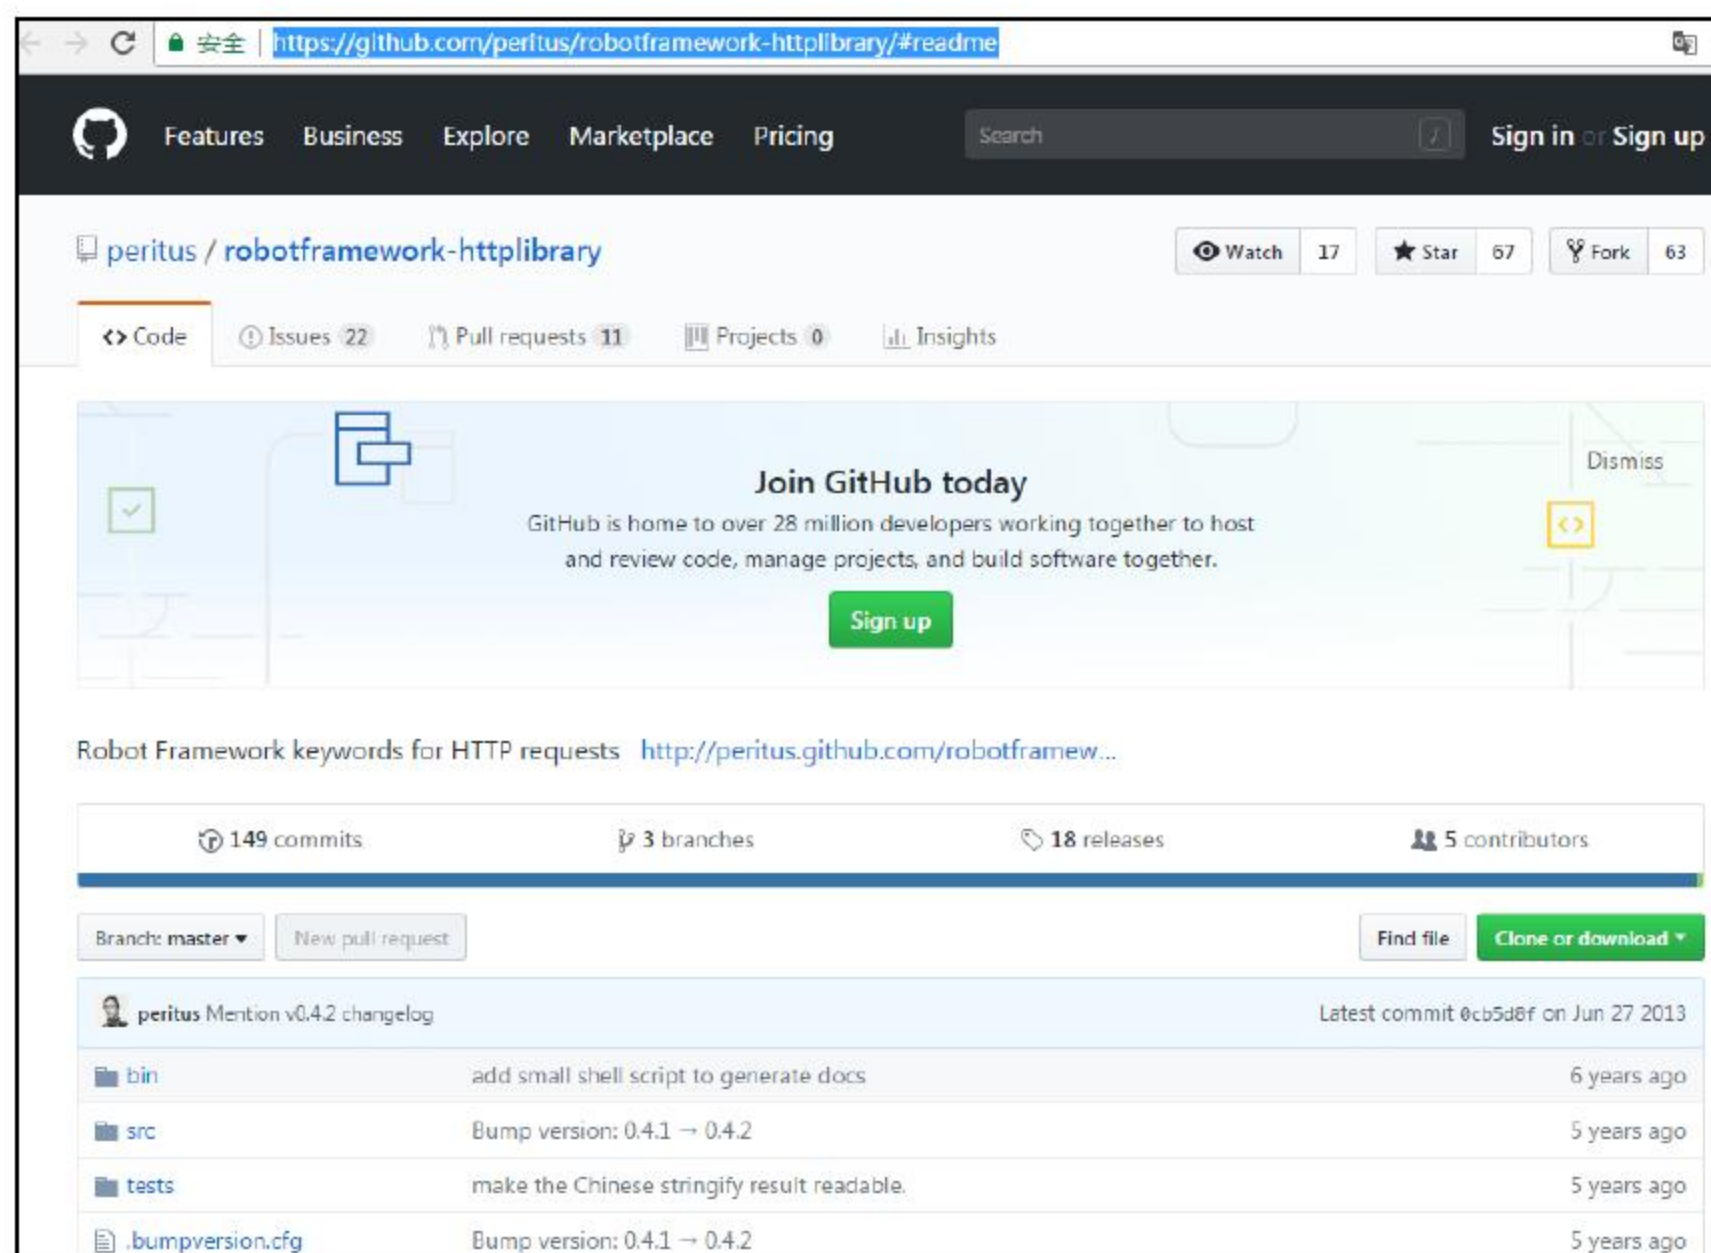 安全 https://github.com/peritus/robotframework-httplibrary/#readme
Features Business Explore Marketplace Pricing Search / Sign in or Sign up
peritus / robotframework-httplibrary Watch 17 Star 67 Fork 63
Code Issues 22 Pull requests 11 Projects 0 Insights
Dismiss
Join GitHub today
GitHub is home to over 28 million developers working together to host
and review code, manage projects, and build software together.
Sign up
Robot Framework keywords for HTTP requests http://peritus.github.com/robotframew...
149 commits 3 branches 18 releases 5 contributors
Branch: master New pull request Find file Clone or download
peritus Mention v0.4.2 changelog Latest commit 0cb5d8f on Jun 27 2013
bin add small shell script to generate docs 6 years ago
src Bump version: 0.4.1 → 0.4.2 5 years ago
tests make the Chinese stringify result readable. 5 years ago
.bumpversion.cfg Bump version: 0.4.1 → 0.4.2 5 years ago